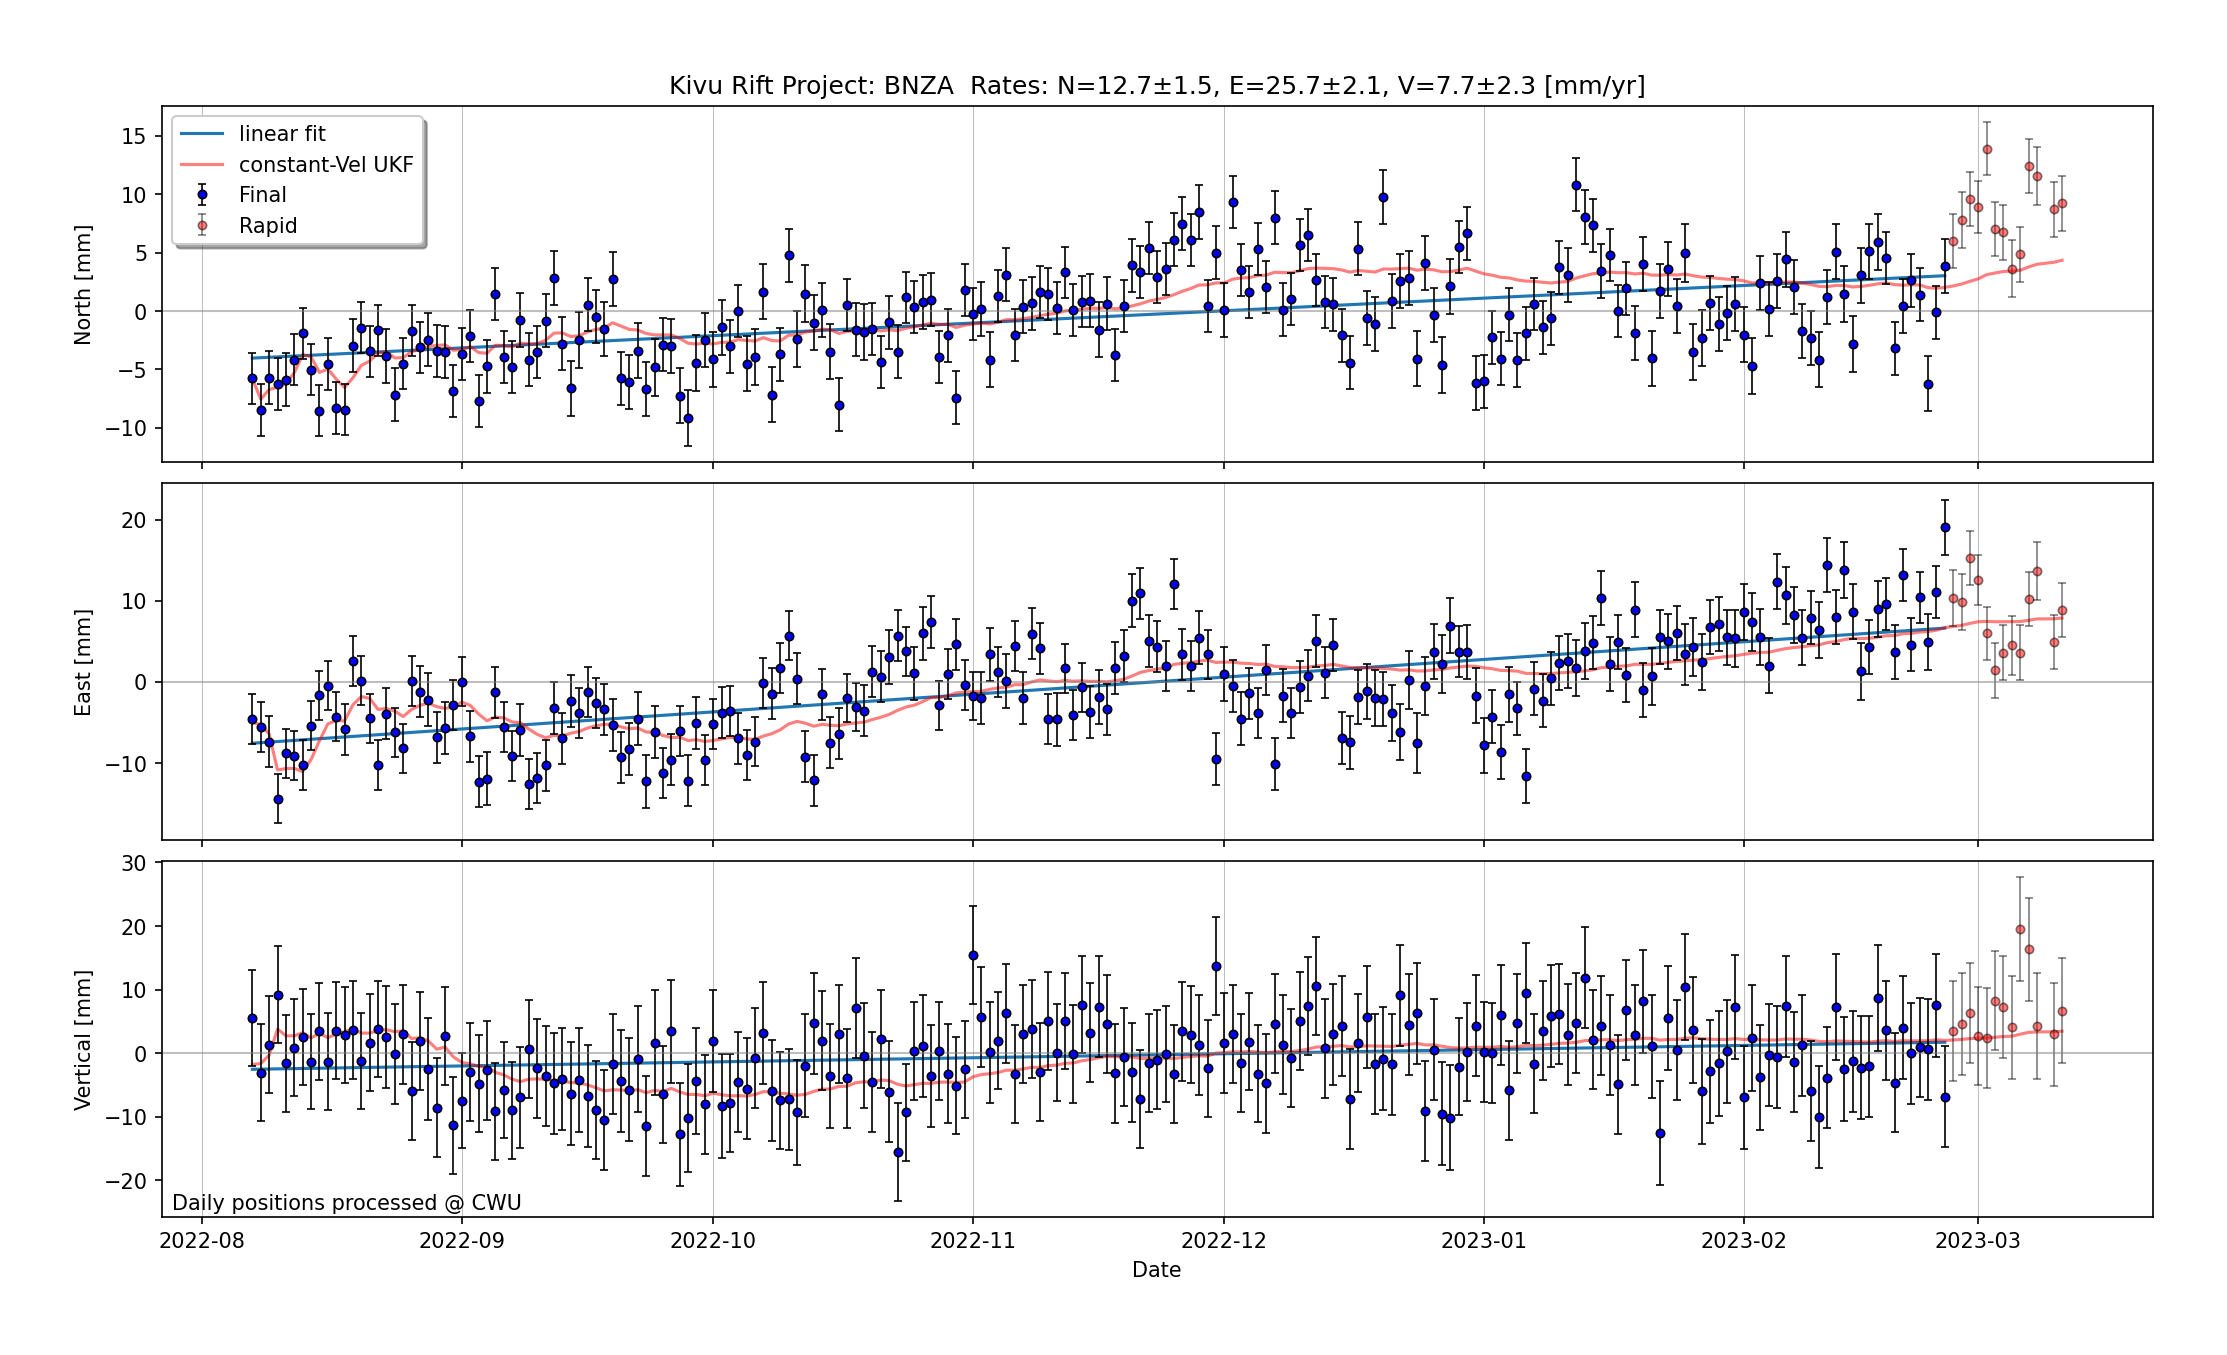 Kivu Rift Project: BNZA  Rates: N=12.7±1.5, E=25.7±2.1, V=7.7±2.3 [mm/yr]
linear fit
constant-Vel UKF
Final
Rapid
North [mm]
15
10
5
0
−5
−10
East [mm]
20
10
0
−10
Vertical [mm]
30
20
10
0
−10
−20
Daily positions processed @ CWU
2022-08 2022-09 2022-10 2022-11 2022-12 2023-01 2023-02 2023-03
Date